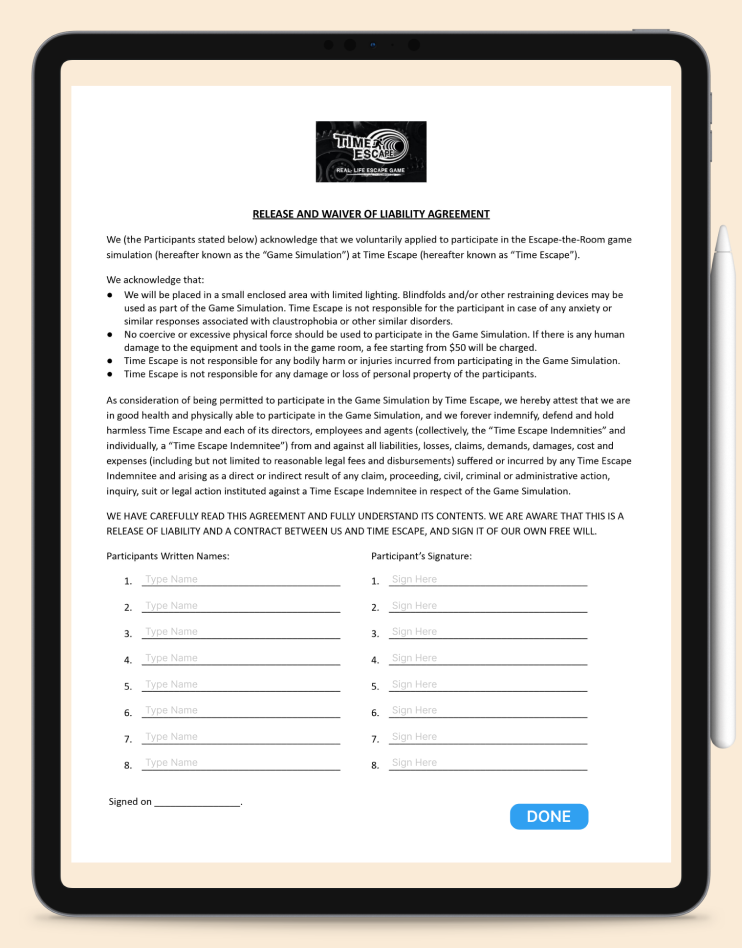 TIME
ESCAPE
REAL-LIFE ESCAPE GAME
RELEASE AND WAIVER OF LIABILITY AGREEMENT
We (the Participants stated below) acknowledge that we voluntarily applied to participate in the Escape-the-Room game
simulation (hereafter known as the “Game Simulation”) at Time Escape (hereafter known as “Time Escape”).
We acknowledge that:
● We will be placed in a small enclosed area with limited lighting. Blindfolds and/or other restraining devices may be
used as part of the Game Simulation. Time Escape is not responsible for the participant in case of any anxiety or
similar responses associated with claustrophobia or other similar disorders.
● No coercive or excessive physical force should be used to participate in the Game Simulation. If there is any human
damage to the equipment and tools in the game room, a fee starting from $50 will be charged.
● Time Escape is not responsible for any bodily harm or injuries incurred from participating in the Game Simulation.
● Time Escape is not responsible for any damage or loss of personal property of the participants.
As consideration of being permitted to participate in the Game Simulation by Time Escape, we hereby attest that we are
in good health and physically able to participate in the Game Simulation, and we forever indemnify, defend and hold
harmless Time Escape and each of its directors, employees and agents (collectively, the “Time Escape Indemnities” and
individually, a “Time Escape Indemnitee”) from and against all liabilities, losses, claims, demands, damages, cost and
expenses (including but not limited to reasonable legal fees and disbursements) suffered or incurred by any Time Escape
Indemnitee and arising as a direct or indirect result of any claim, proceeding, civil, criminal or administrative action,
inquiry, suit or legal action instituted against a Time Escape Indemnitee in respect of the Game Simulation.
WE HAVE CAREFULLY READ THIS AGREEMENT AND FULLY UNDERSTAND ITS CONTENTS. WE ARE AWARE THAT THIS IS A
RELEASE OF LIABILITY AND A CONTRACT BETWEEN US AND TIME ESCAPE, AND SIGN IT OF OUR OWN FREE WILL.
Participants Written Names: Participant’s Signature:
1. Type Name 1. Sign Here
2. Type Name 2. Sign Here
3. Type Name 3. Sign Here
4. Type Name 4. Sign Here
5. Type Name 5. Sign Here
6. Type Name 6. Sign Here
7. Type Name 7. Sign Here
8. Type Name 8. Sign Here
Signed on ________________.
DONE